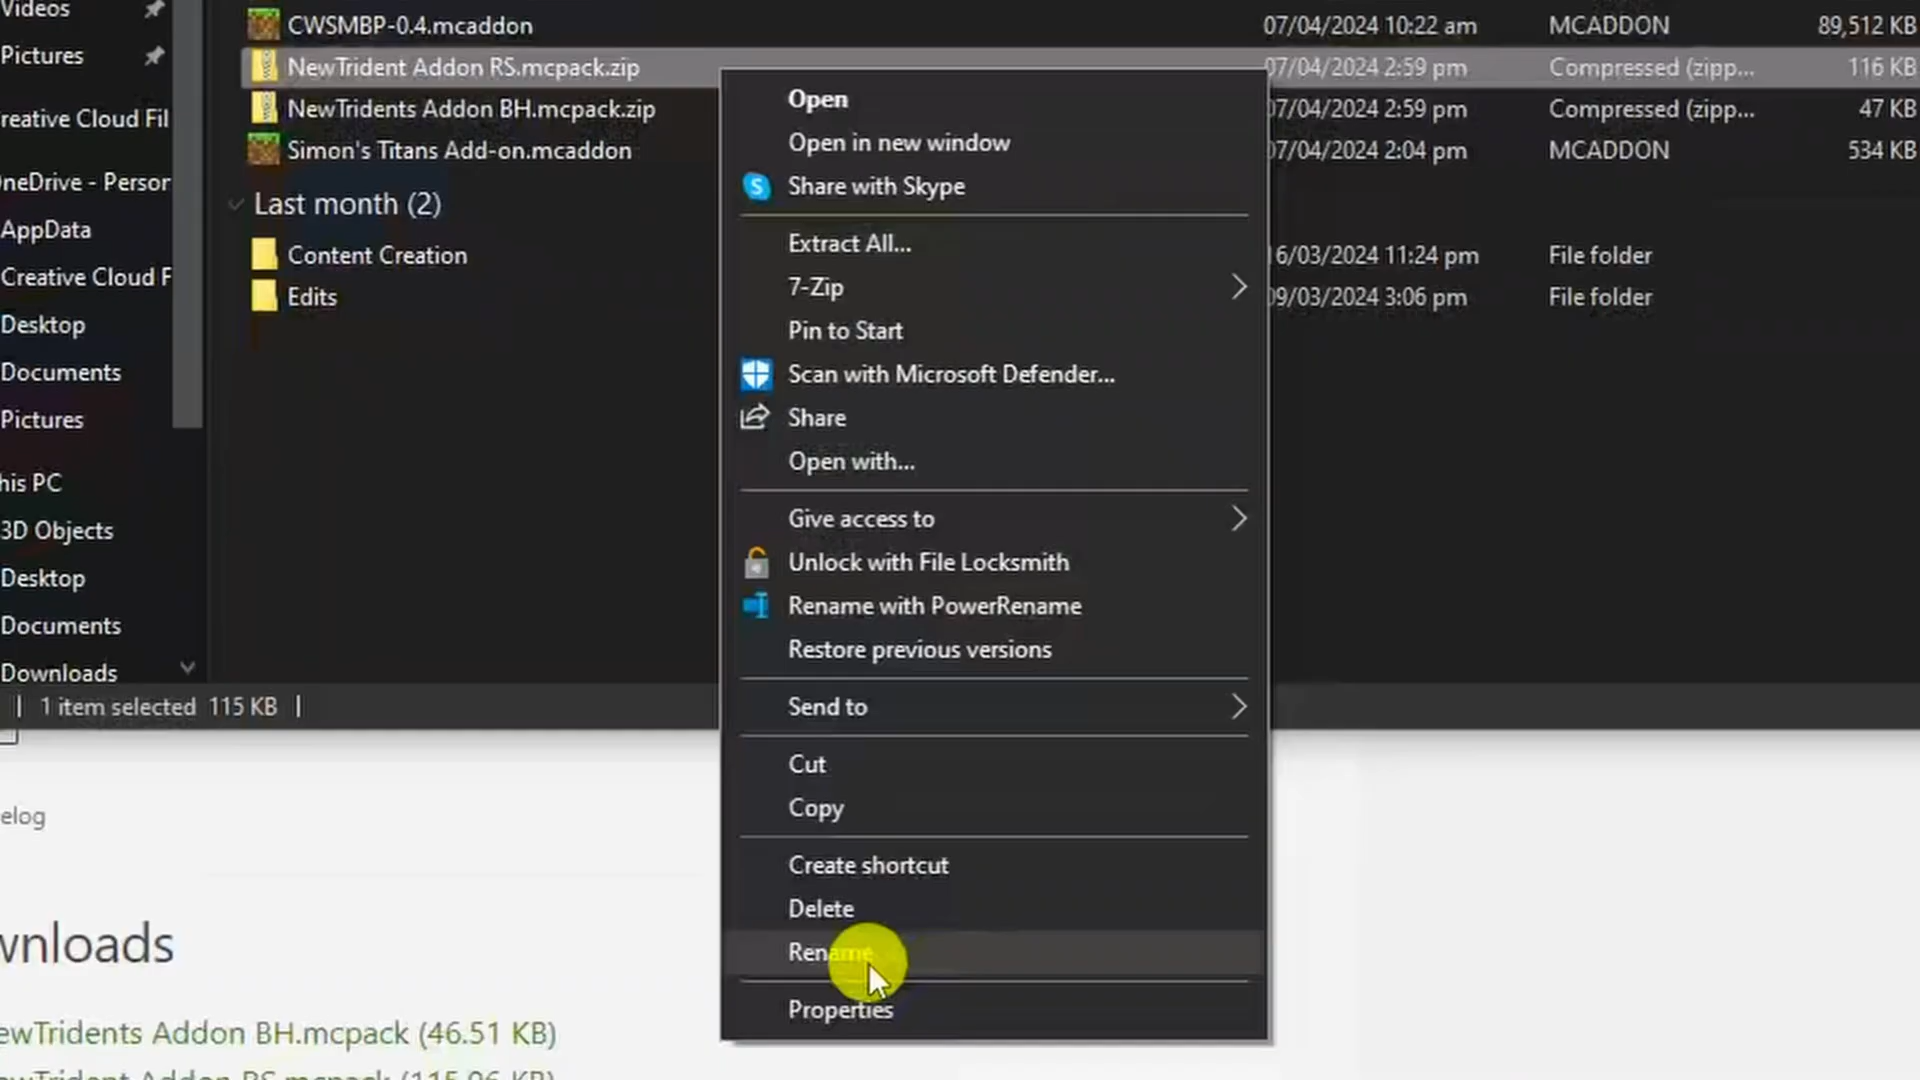 Videos
Pictures
reative Cloud Fil
neDrive - Person
AppData
Creative Cloud F
Desktop
Documents
Pictures
his PC
3D Objects
Desktop
Documents
Downloads
CWSMBP-0.4.mcaddon 07/04/2024 10:22 am MCADDON 89,512 KB
NewTrident Addon RS.mcpack.zip 07/04/2024 2:59 pm Compressed (zipp... 116 KB
NewTridents Addon BH.mcpack.zip 07/04/2024 2:59 pm Compressed (zipp... 47 KB
Simon's Titans Add-on.mcaddon 07/04/2024 2:04 pm MCADDON 534 KB
Last month (2)
Content Creation 16/03/2024 11:24 pm File folder
Edits 09/03/2024 3:06 pm File folder
1 item selected 115 KB
Open
Open in new window
Share with Skype
Extract All...
7-Zip
Pin to Start
Scan with Microsoft Defender...
Share
Open with...
Give access to
Unlock with File Locksmith
Rename with PowerRename
Restore previous versions
Send to
Cut
Copy
Create shortcut
Delete
Rename
Properties
elog
wnloads
ewTridents Addon BH.mcpack (46.51 KB)
ewTrident Addon RS.mcpack (115.06 KB)